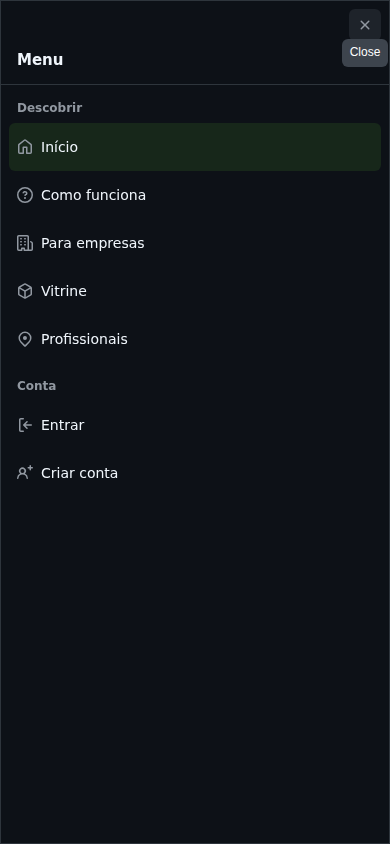 Close
Menu
Descobrir
Início
Como funciona
Para empresas
Vitrine
Profissionais
Conta
Entrar
Criar conta